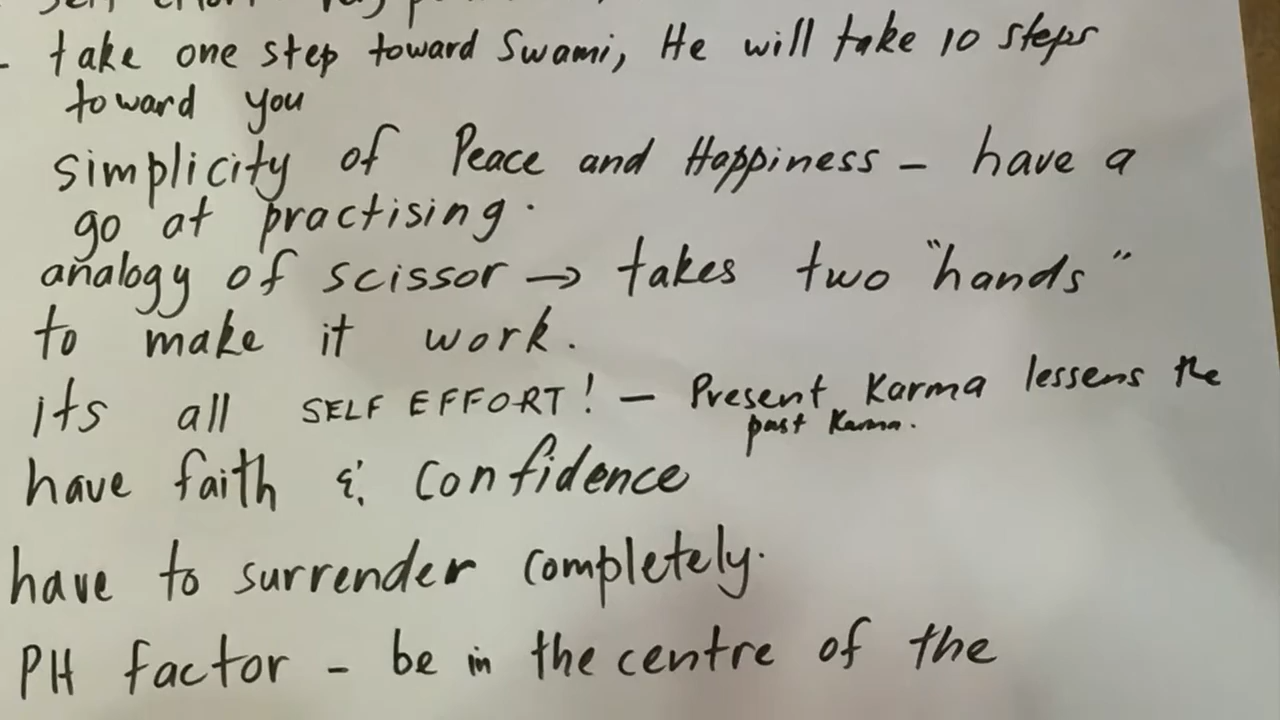 self effort
- take one step toward Swami, He will take 10 steps
toward you
simplicity of Peace and Happiness - have a
go at practising.
analogy of scissor → takes two "hands"
to make it work.
its all SELF EFFORT! - Present Karma lessens the
past Karma.
have faith & confidence
have to surrender completely.
PH factor - be in the centre of the